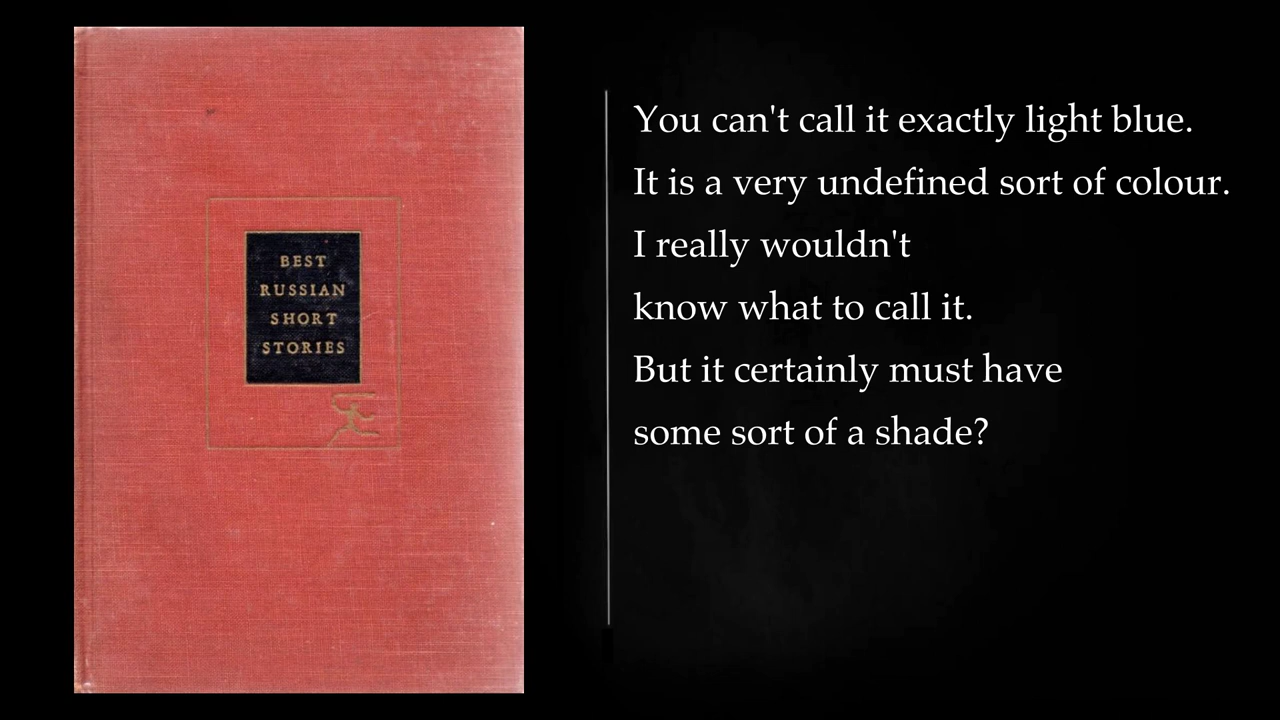 BEST
RUSSIAN
SHORT
STORIES
You can't call it exactly light blue.
It is a very undefined sort of colour.
I really wouldn't
know what to call it.
But it certainly must have
some sort of a shade?